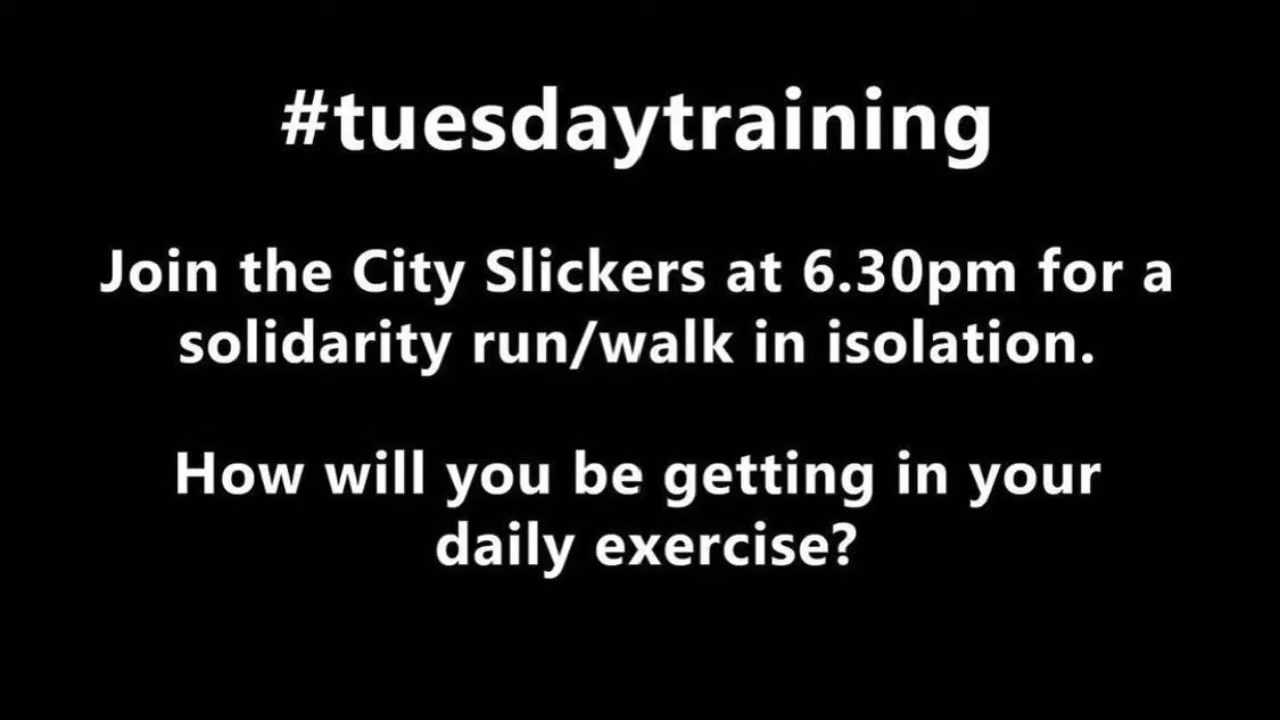 #tuesdaytraining
Join the City Slickers at 6.30pm for a
solidarity run/walk in isolation.
How will you be getting in your
daily exercise?